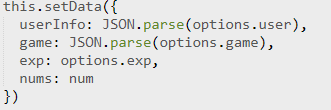 this.setData({
userInfo: JSON.parse(options.user),
game: JSON.parse(options.game),
exp: options.exp,
nums: num
})